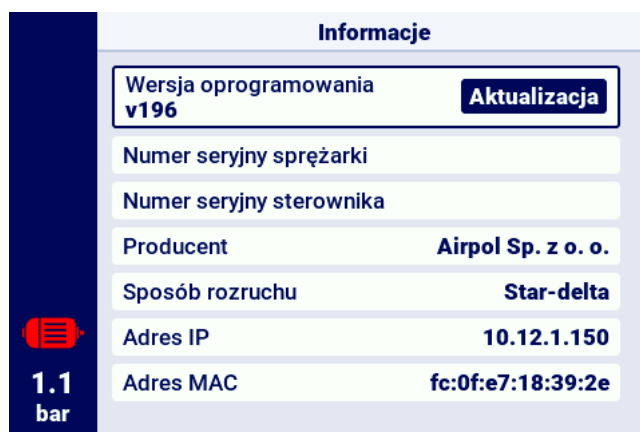 Informacje
Wersja oprogramowania
v196
Aktualizacja
Numer seryjny sprężarki
Numer seryjny sterownika
Producent Airpol Sp. z o. o.
Sposób rozruchu Star-delta
Adres IP 10.12.1.150
Adres MAC fc:0f:e7:18:39:2e
1.1
bar